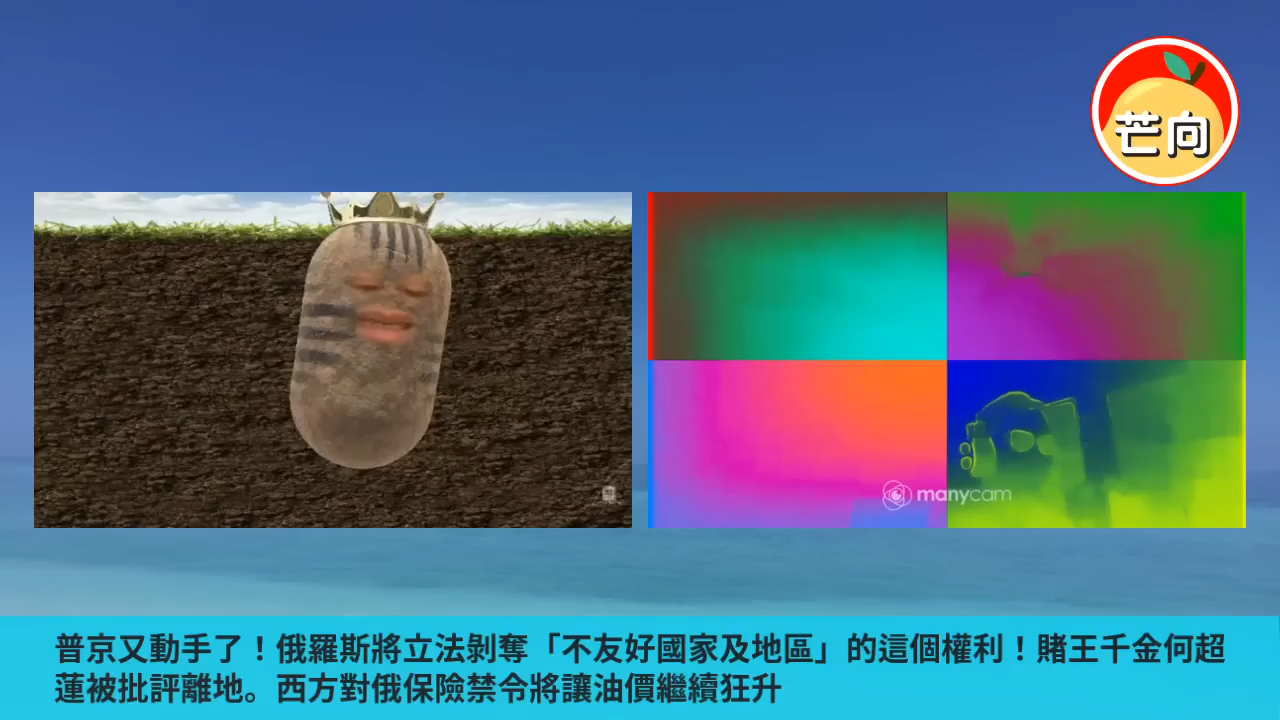 芒向
manycam
普京又動手了！俄羅斯將立法剝奪「不友好國家及地區」的這個權利！賭王千金何超
蓮被批評離地。西方對俄保險禁令將讓油價繼續狂升